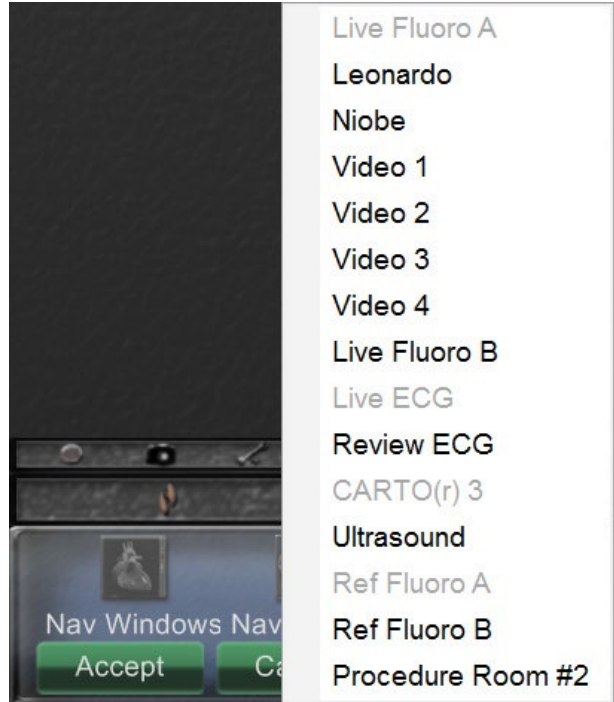 Live Fluoro A
Leonardo
Niobe
Video 1
Video 2
Video 3
Video 4
Live Fluoro B
Live ECG
Review ECG
CARTO(r) 3
Ultrasound
Ref Fluoro A
Ref Fluoro B
Procedure Room #2
Nav Windows Nav
Accept